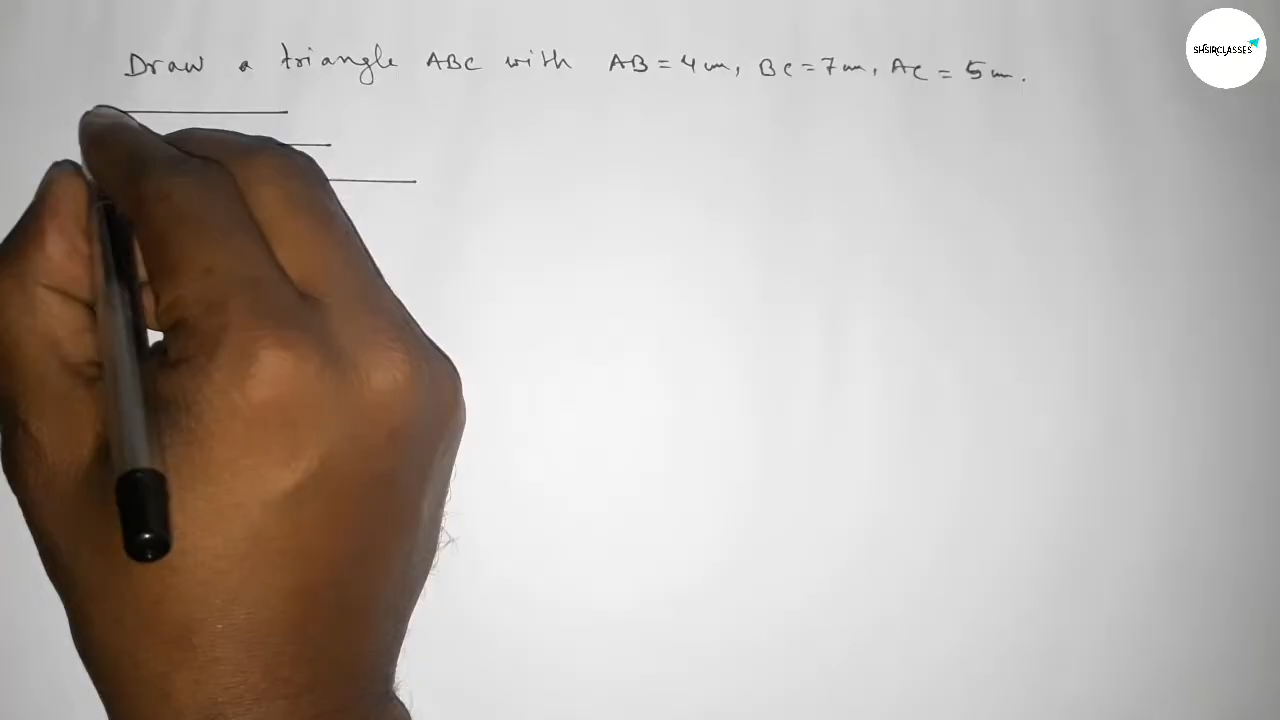 Draw a triangle ABC with AB = 4 cm, BC = 7 cm, AC = 5 cm.
SHSIRCLASSES